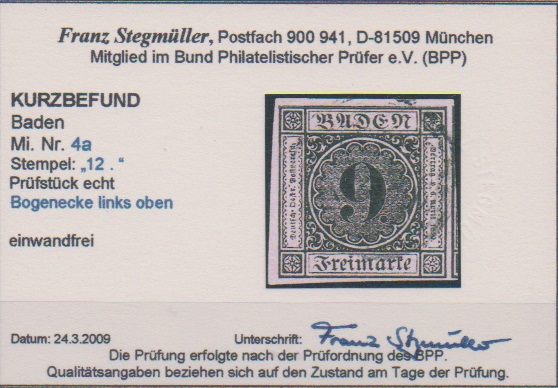 Franz Stegmüller, Postfach 900 941, D-81509 München
Mitglied im Bund Philatelistischer Prüfer e.V. (BPP)
KURZBEFUND
Baden
Mi. Nr. 4a
Stempel: „12 . "
Prüfstück echt
Bogenecke links oben
einwandfrei
BADEN
9.
Freimarke
Datum: 24.3.2009
Unterschrift: Franz Stegmüller
Die Prüfung erfolgte nach der Prüfordnung des BPP.
Qualitätsangaben beziehen sich auf den Zustand am Tage der Prüfung.